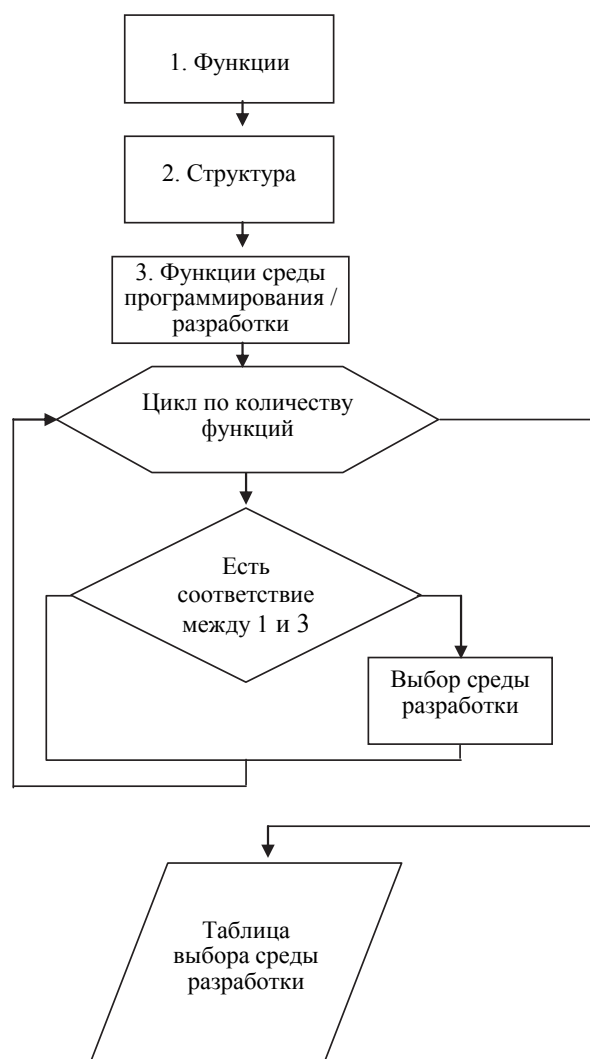 1. Функции
2. Структура
3. Функции среды
программирования /
разработки
Цикл по количеству
функций
Есть
соответствие
между 1 и 3
Выбор среды
разработки
Таблица
выбора среды
разработки